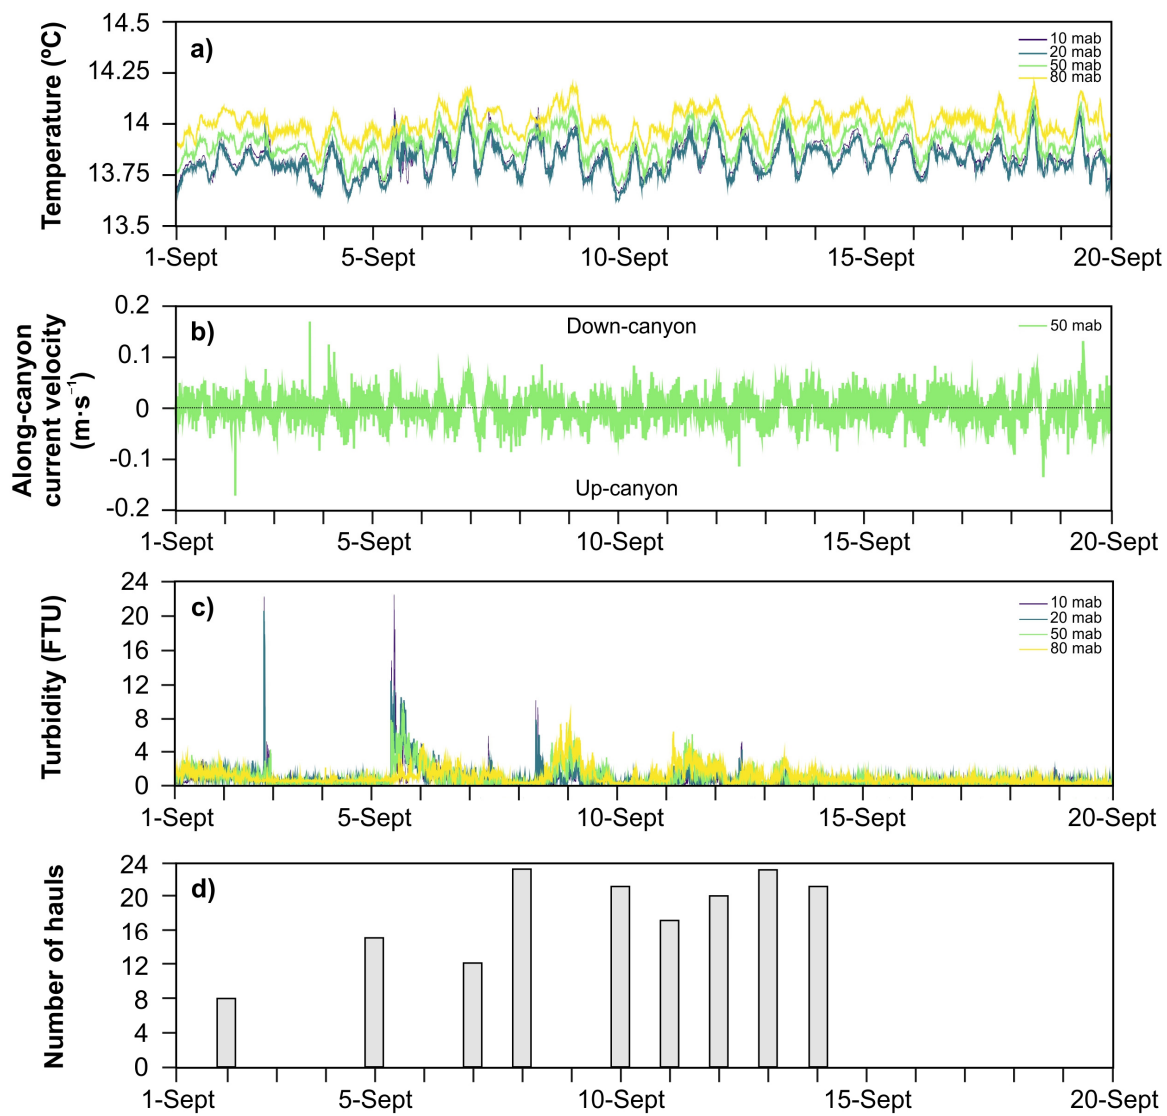 Temperature (ºC)
14.5
14.25
14
13.75
13.5
a)
10 mab
20 mab
50 mab
80 mab
1-Sept 5-Sept 10-Sept 15-Sept 20-Sept
Along-canyon
current velocity
(m·s⁻¹)
0.2
0.1
0
-0.1
-0.2
b)
Down-canyon
50 mab
Up-canyon
1-Sept 5-Sept 10-Sept 15-Sept 20-Sept
Turbidity (FTU)
24
20
16
12
8
4
0
c)
10 mab
20 mab
50 mab
80 mab
1-Sept 5-Sept 10-Sept 15-Sept 20-Sept
Number of hauls
24
20
16
12
8
4
0
d)
1-Sept 5-Sept 10-Sept 15-Sept 20-Sept